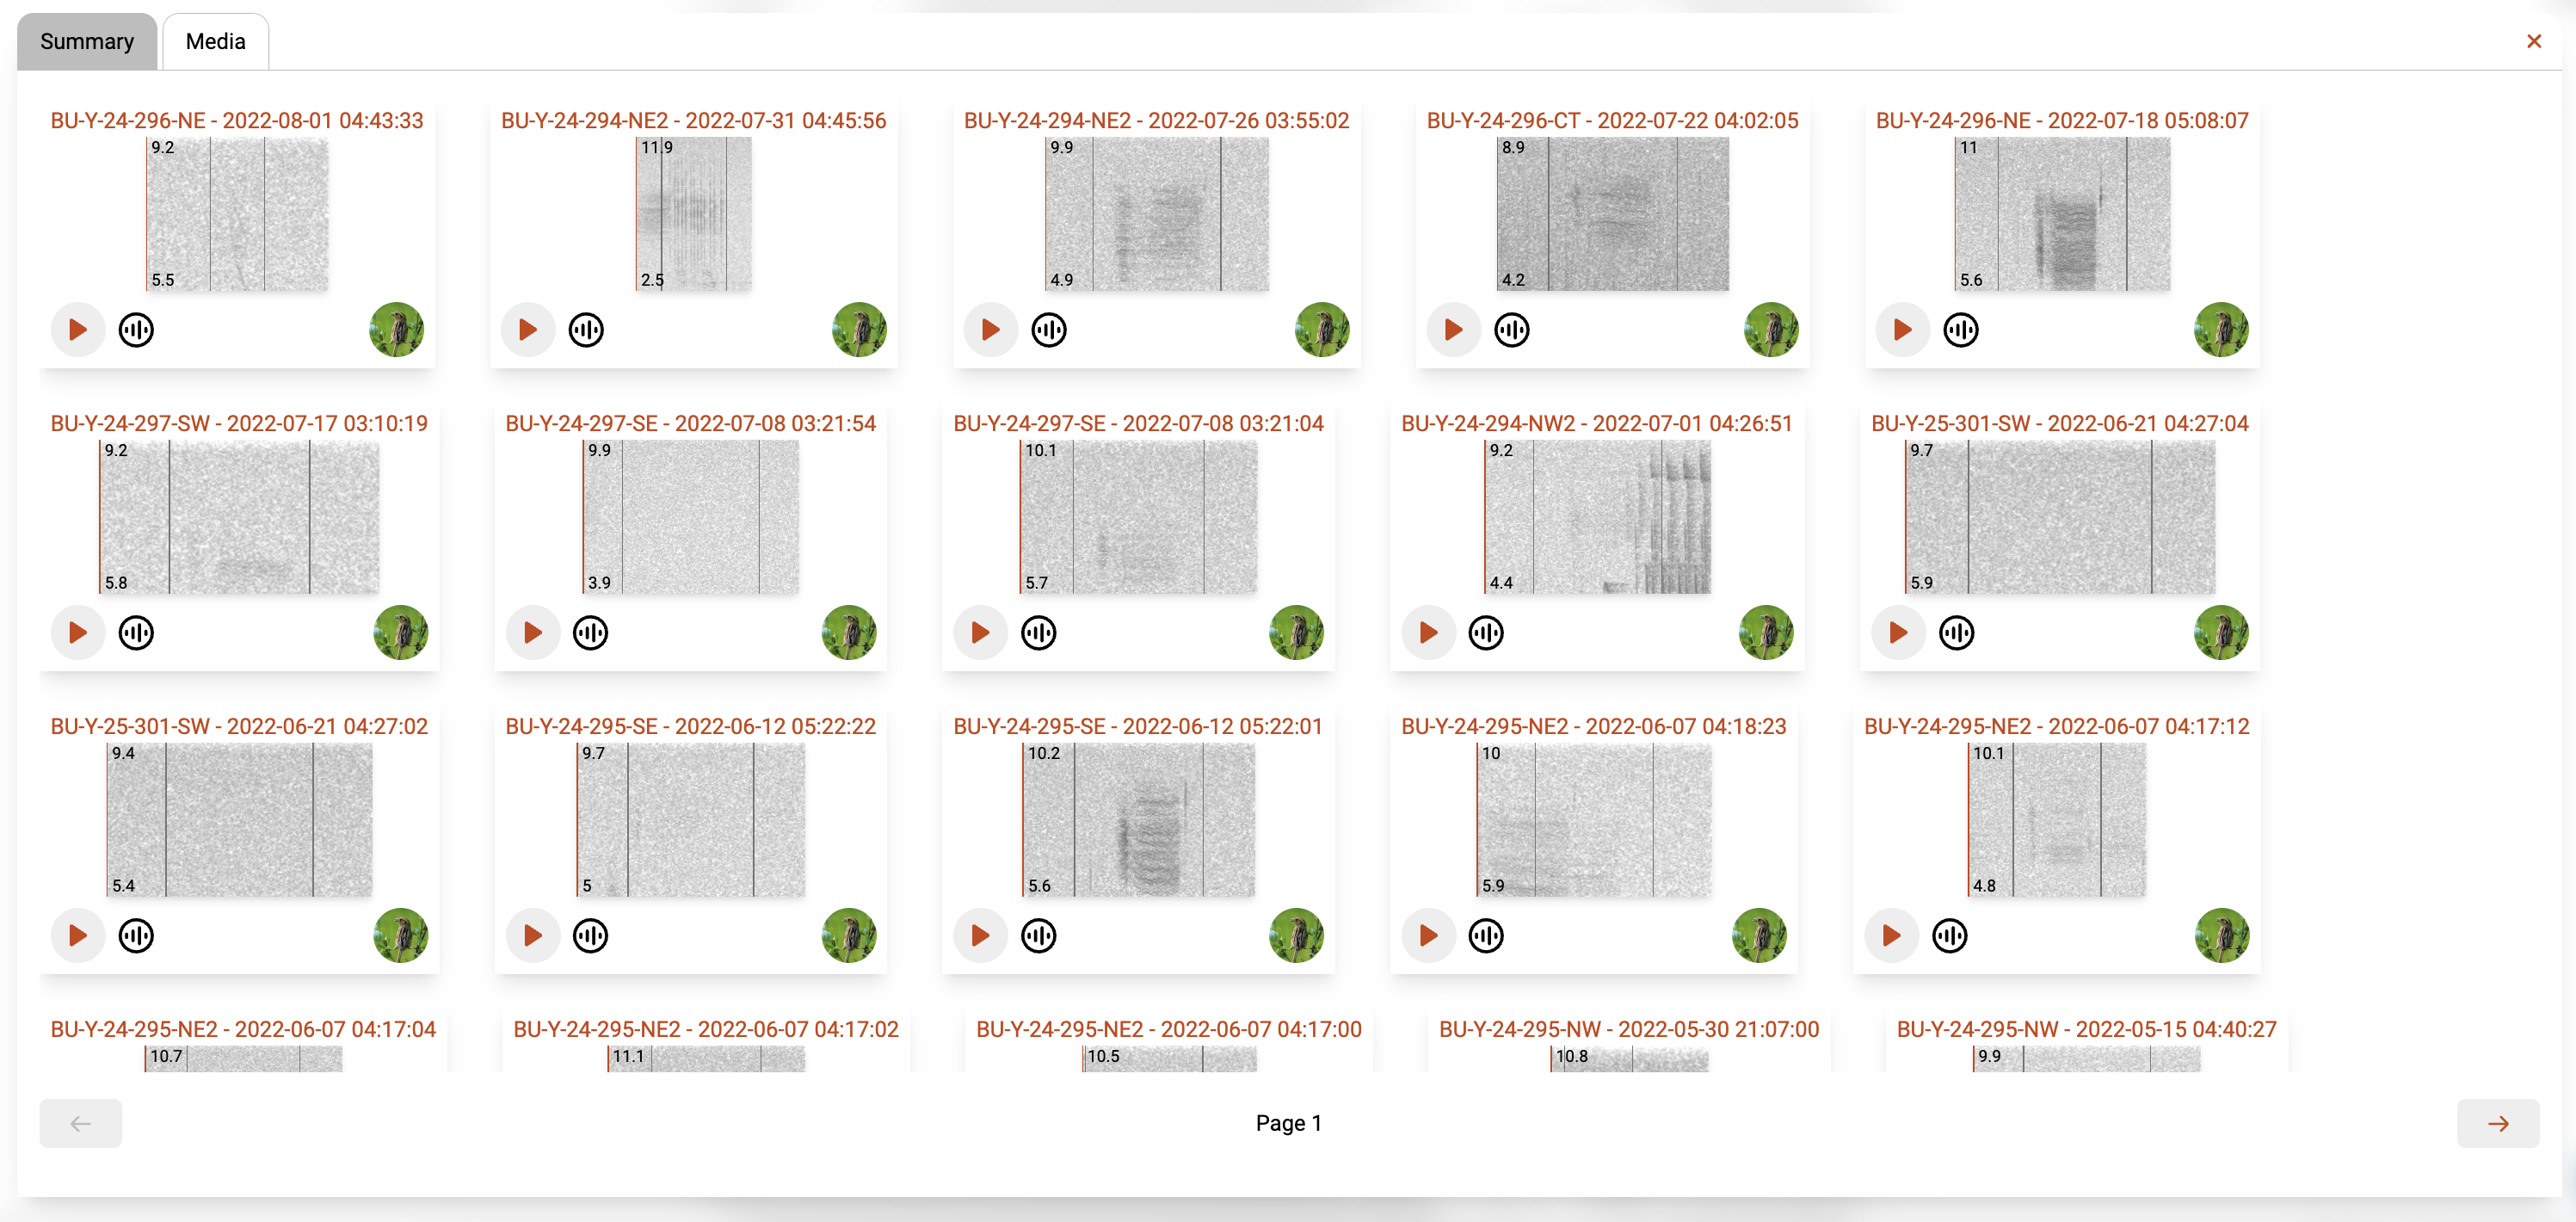 Summary
Media
BU-Y-24-296-NE - 2022-08-01 04:43:33
9.2
5.5
BU-Y-24-294-NE2 - 2022-07-31 04:45:56
11.9
2.5
BU-Y-24-294-NE2 - 2022-07-26 03:55:02
9.9
4.9
BU-Y-24-296-CT - 2022-07-22 04:02:05
8.9
4.2
BU-Y-24-296-NE - 2022-07-18 05:08:07
11
5.6
BU-Y-24-297-SW - 2022-07-17 03:10:19
9.2
5.8
BU-Y-24-297-SE - 2022-07-08 03:21:54
9.9
3.9
BU-Y-24-297-SE - 2022-07-08 03:21:04
10.1
5.7
BU-Y-24-294-NW2 - 2022-07-01 04:26:51
9.2
4.4
BU-Y-25-301-SW - 2022-06-21 04:27:04
9.7
5.9
BU-Y-25-301-SW - 2022-06-21 04:27:02
9.4
5.4
BU-Y-24-295-SE - 2022-06-12 05:22:22
9.7
5
BU-Y-24-295-SE - 2022-06-12 05:22:01
10.2
5.6
BU-Y-24-295-NE2 - 2022-06-07 04:18:23
10
5.9
BU-Y-24-295-NE2 - 2022-06-07 04:17:12
10.1
4.8
BU-Y-24-295-NE2 - 2022-06-07 04:17:04
10.7
BU-Y-24-295-NE2 - 2022-06-07 04:17:02
11.1
BU-Y-24-295-NE2 - 2022-06-07 04:17:00
10.5
BU-Y-24-295-NW - 2022-05-30 21:07:00
10.8
BU-Y-24-295-NW - 2022-05-15 04:40:27
9.9
Page 1